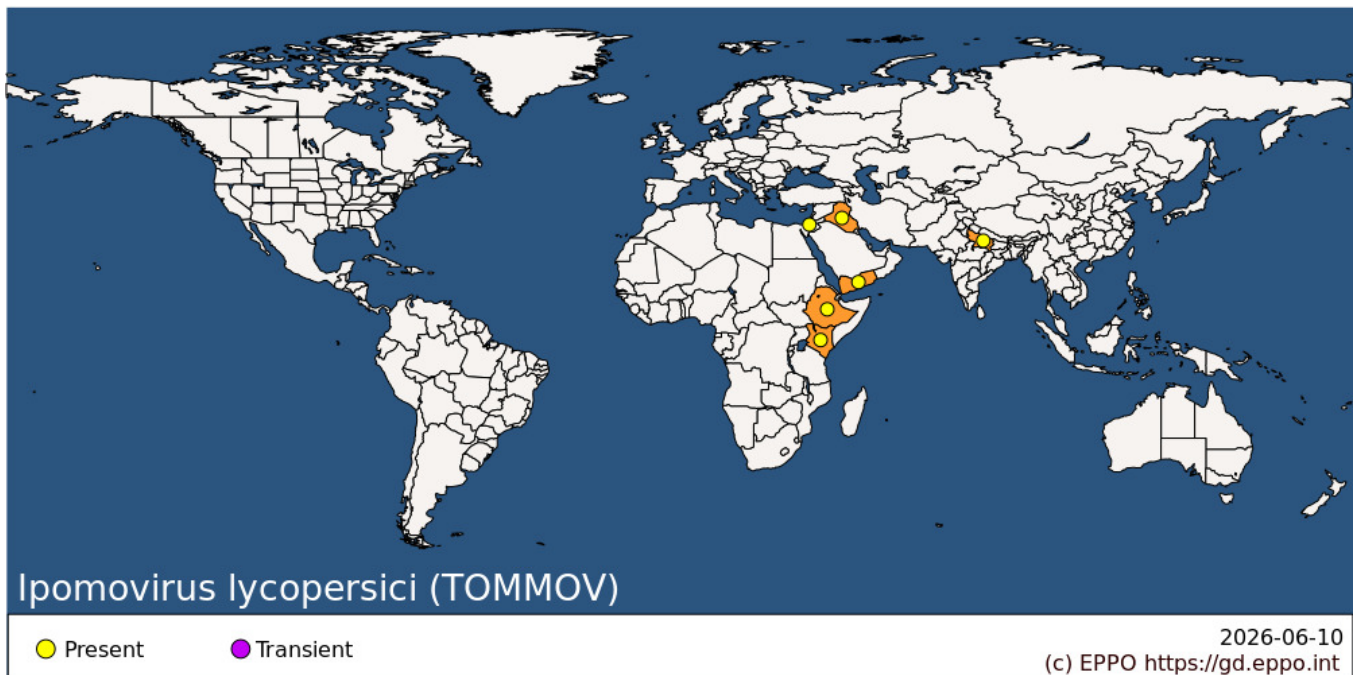 Ipomovirus lycopersici (TOMMOV)
Present
Transient
2026-06-10
(c) EPPO https://gd.eppo.int